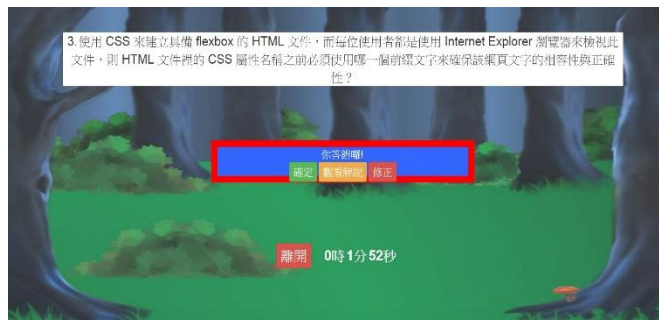 3.使用 CSS 來建立具備 flexbox 的 HTML 文件，而每位使用者都是使用 Internet Explorer 瀏覽器來檢視此
文件，則 HTML 文件裡的 CSS 屬性名稱之前必須使用哪一個前綴文字來確保該網頁文字的相容性與正確
性？
你答錯囉!
確定 觀看解說 修正
離開 0時1分52秒